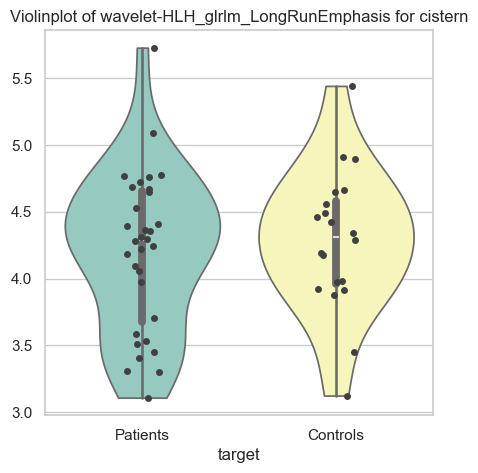 Violinplot of wavelet-HLH_glrlm_LongRunEmphasis for cistern
5.5
5.0
4.5
4.0
3.5
3.0
Patients Controls
target